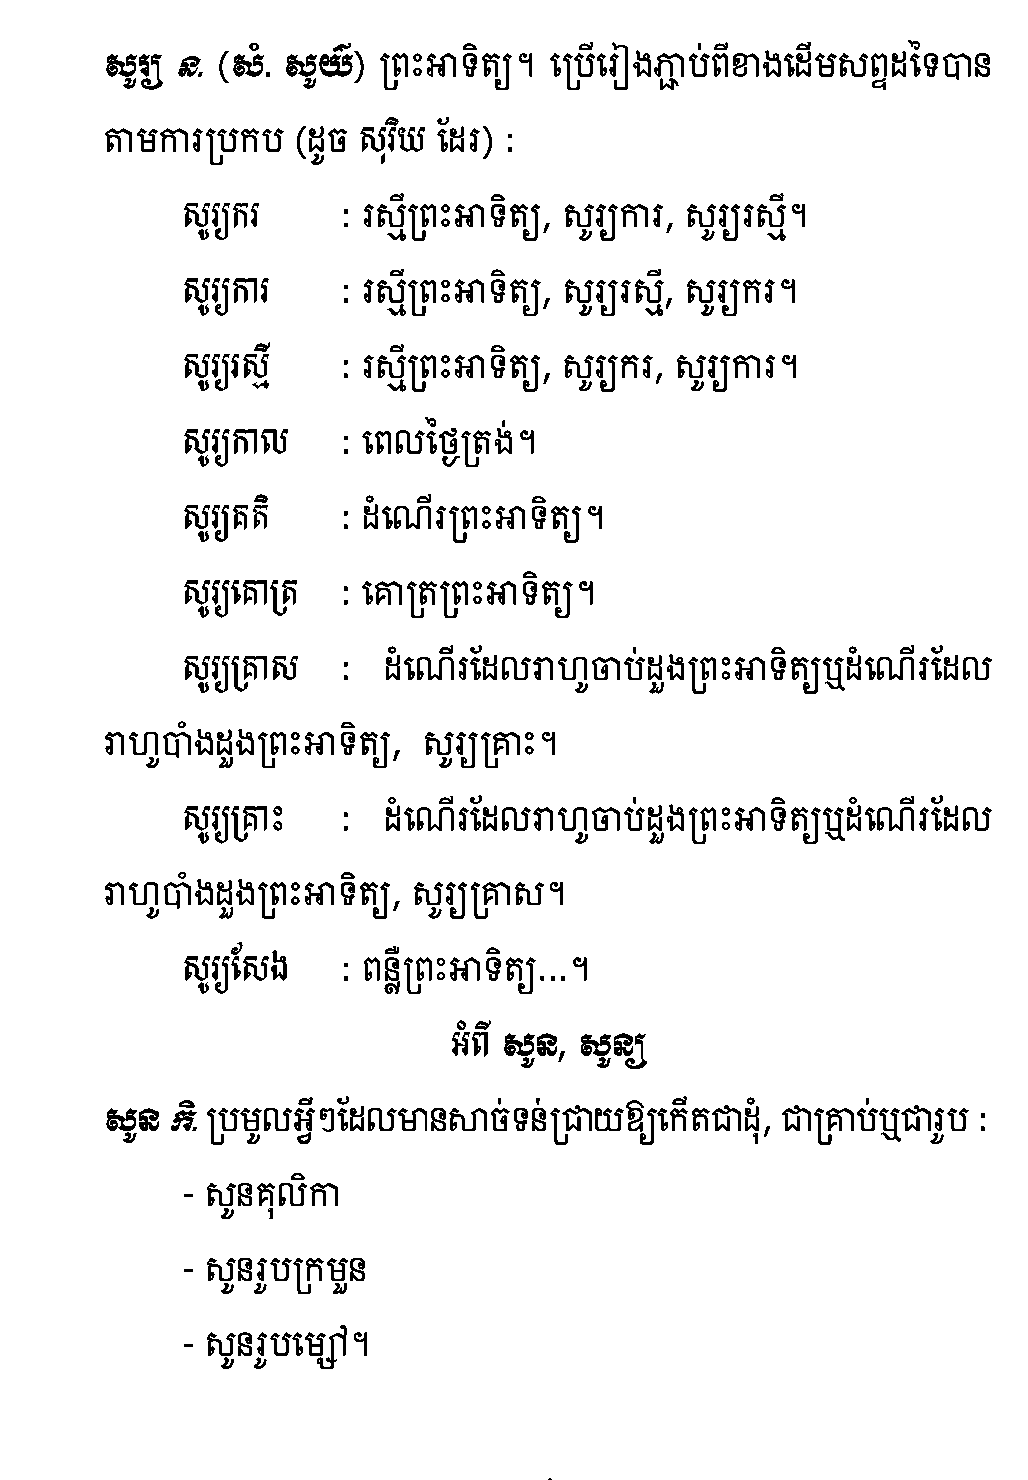 សូរ្យ ន. (សំ. សូយ៌) ព្រះអាទិត្យ។ ប្រើរៀងភ្ជាប់ពីខាងដើមសព្ទដទៃបាន
តាមការប្រកប (ដូច សុរិយ ដែរ) :
សូរ្យករ : រស្មីព្រះអាទិត្យ, សូរ្យការ, សូរ្យរស្មី។
សូរ្យការ : រស្មីព្រះអាទិត្យ, សូរ្យរស្មី, សូរ្យករ។
សូរ្យរស្មី : រស្មីព្រះអាទិត្យ, សូរ្យករ, សូរ្យការ។
សូរ្យកាល : ពេលថ្ងៃត្រង់។
សូរ្យគតិ : ដំណើរព្រះអាទិត្យ។
សូរ្យគោត្រ : គោត្រព្រះអាទិត្យ។
សូរ្យគ្រាស : ដំណើរដែលរាហូចាប់ដួងព្រះអាទិត្យឬដំណើរដែល
រាហូបាំងដួងព្រះអាទិត្យ, សូរ្យគ្រាះ។
សូរ្យគ្រាះ : ដំណើរដែលរាហូចាប់ដួងព្រះអាទិត្យឬដំណើរដែល
រាហូបាំងដួងព្រះអាទិត្យ, សូរ្យគ្រាស។
សូរ្យសែង : ពន្លឺព្រះអាទិត្យ...។
អំពី សូន, សូន្យ
សូន កិ. ប្រមូលអ្វីៗដែលមានសាច់ទន់ជ្រាយឱ្យកើតជាដុំ, ជាគ្រាប់ឬជារូប :
- សូនគុលិកា
- សូនរូបក្រមួន
- សូនរូបម្សៅ។